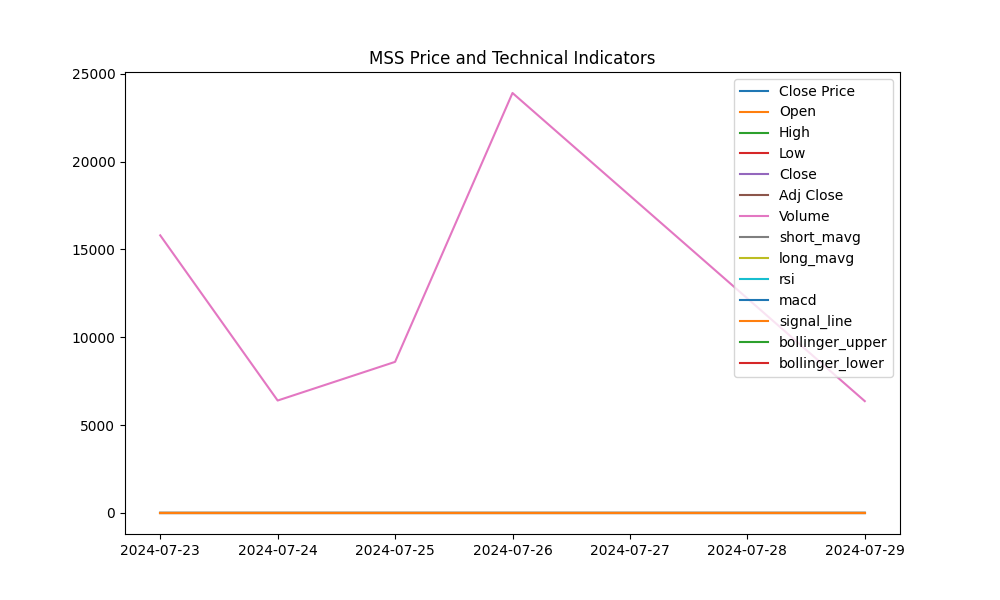 MSS Price and Technical Indicators
25000
20000
15000
10000
5000
0
2024-07-23 2024-07-24 2024-07-25 2024-07-26 2024-07-27 2024-07-28 2024-07-29
Close Price
Open
High
Low
Close
Adj Close
Volume
short_mavg
long_mavg
rsi
macd
signal_line
bollinger_upper
bollinger_lower